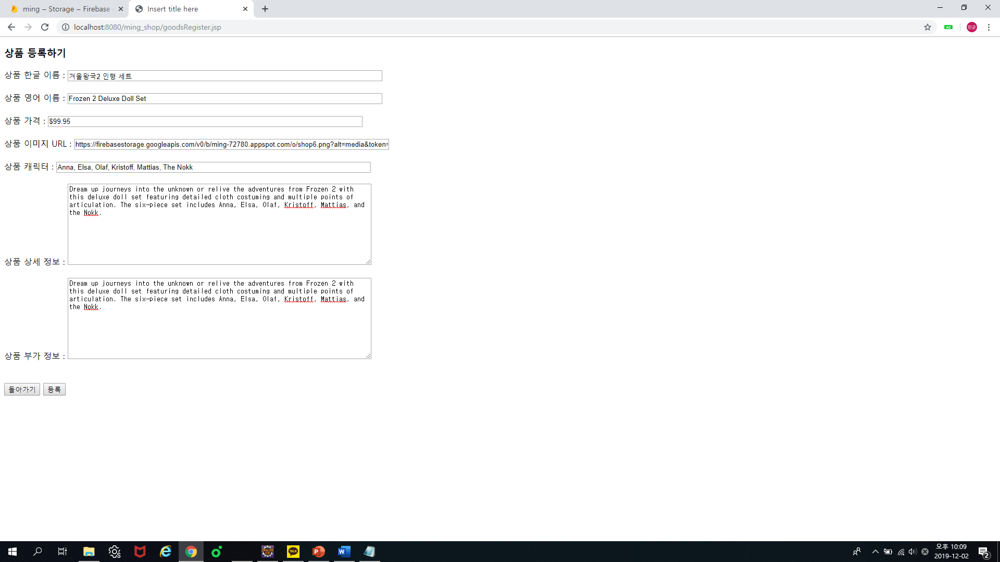 ming – Storage – Firebase
Insert title here
localhost:8080/ming_shop/goodsRegister.jsp
AC
민균
상품 등록하기
상품 한글 이름 : 겨울왕국2 인형 세트
상품 영어 이름 : Frozen 2 Deluxe Doll Set
상품 가격 : $99.95
상품 이미지 URL : https://firebasestorage.googleapis.com/v0/b/ming-72780.appspot.com/o/shop6.png?alt=media&token=
상품 캐릭터 : Anna, Elsa, Olaf, Kristoff, Mattias, The Nokk
Dream up journeys into the unknown or relive the adventures from Frozen 2 with
this deluxe doll set featuring detailed cloth costuming and multiple points of
articulation. The six-piece set includes Anna, Elsa, Olaf, Kristoff, Mattias, and
the Nokk.
상품 상세 정보 :
Dream up journeys into the unknown or relive the adventures from Frozen 2 with
this deluxe doll set featuring detailed cloth costuming and multiple points of
articulation. The six-piece set includes Anna, Elsa, Olaf, Kristoff, Mattias, and
the Nokk.
상품 부가 정보 :
돌아가기 등록
TALK
오후 10:09
2019-12-02
2